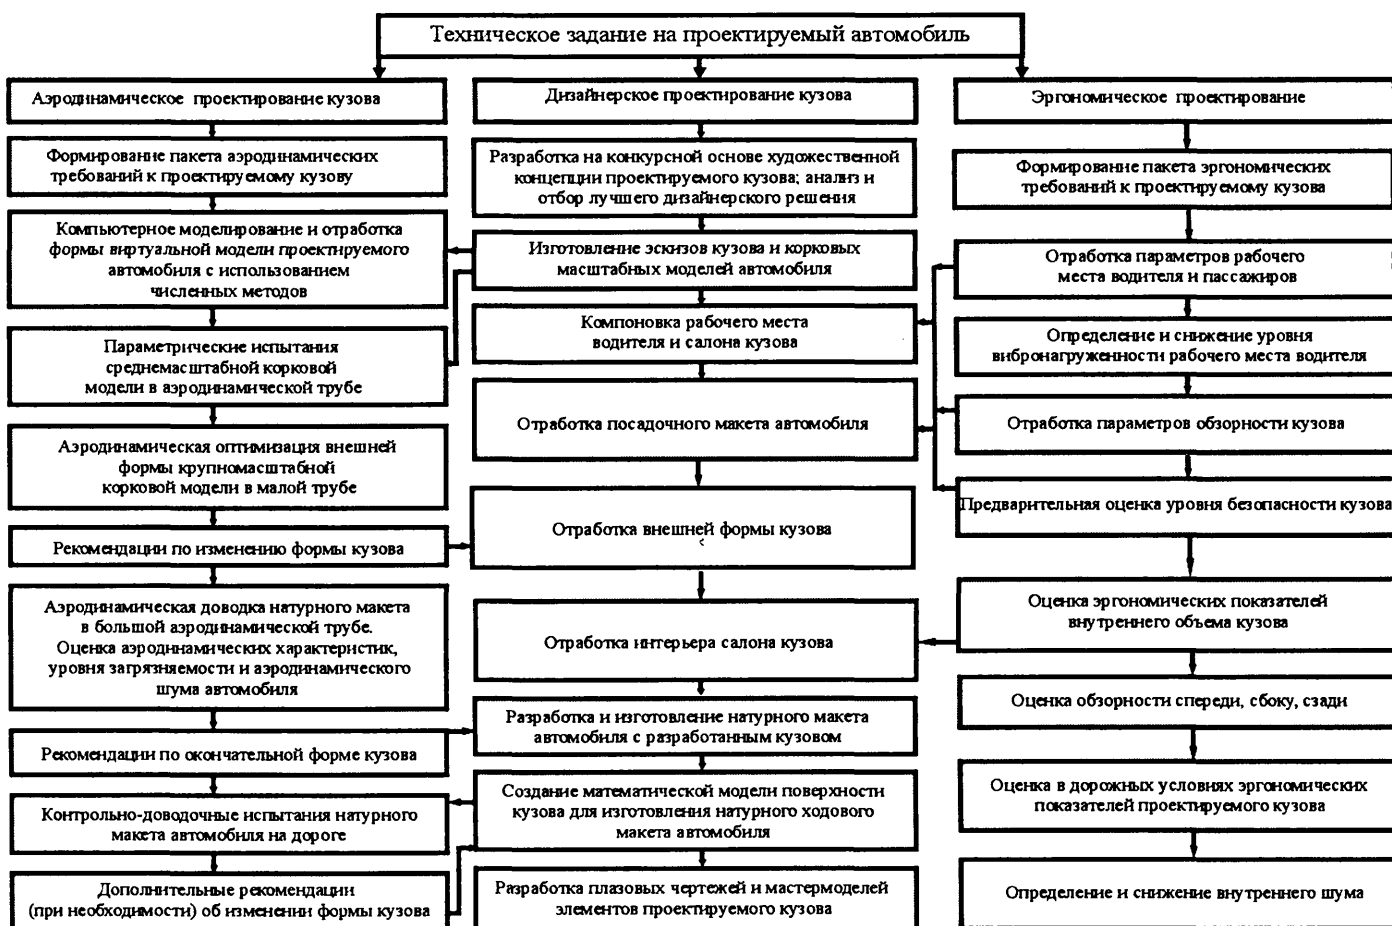 Техническое задание на проектируемый автомобиль
Аэродинамическое проектирование кузова
Формирование пакета аэродинамических
требований к проектируемому кузову
Компьютерное моделирование и отработка
формы виртуальной модели проектируемого
автомобиля с использованием
численных методов
Параметрические испытания
среднемасштабной корковой
модели в аэродинамической трубе
Аэродинамическая оптимизация внешней
формы крупномасштабной
корковой модели в малой трубе
Рекомендации по изменению формы кузова
Аэродинамическая доводка натурного макета
в большой аэродинамической трубе.
Оценка аэродинамических характеристик,
уровня загрязняемости и аэродинамического
шума автомобиля
Рекомендации по окончательной форме кузова
Контрольно-доводочные испытания натурного
макета автомобиля на дороге
Дополнительные рекомендации
(при необходимости) об изменении формы кузова
Дизайнерское проектирование кузова
Разработка на конкурсной основе художественной
концепции проектируемого кузова; анализ и
отбор лучшего дизайнерского решения
Изготовление эскизов кузова и корковых
масштабных моделей автомобиля
Компоновка рабочего места
водителя и салона кузова
Отработка посадочного макета автомобиля
Отработка внешней формы кузова
Отработка интерьера салона кузова
Разработка и изготовление натурного макета
автомобиля с разработанным кузовом
Создание математической модели поверхности
кузова для изготовления натурного ходового
макета автомобиля
Разработка плазовых чертежей и мастермоделей
элементов проектируемого кузова
Эргономическое проектирование
Формирование пакета эргономических
требований к проектируемому кузова
Отработка параметров рабочего
места водителя и пассажиров
Определение и снижение уровня
вибронагруженности рабочего места водителя
Отработка параметров обзорности кузова
Предварительная оценка уровня безопасности кузова
Оценка эргономических показателей
внутреннего объема кузова
Оценка обзорности спереди, сбоку, сзади
Оценка в дорожных условиях эргономических
показателей проектируемого кузова
Определение и снижение внутреннего шума